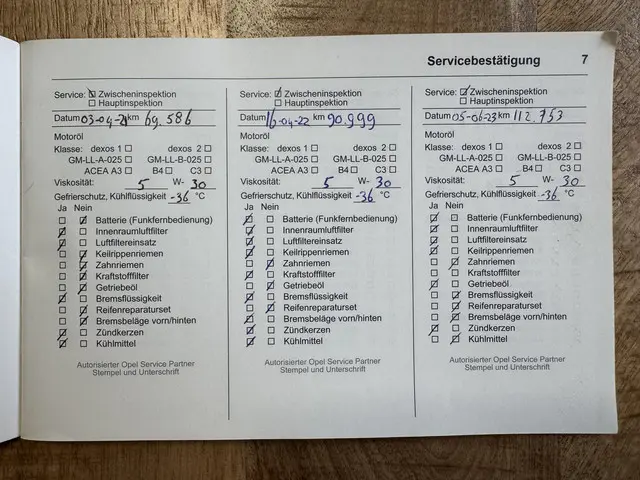 Servicebestätigung 7
Service: Zwischeninspektion
Hauptinspektion
Datum 03-04-21 km 69.586
Motoröl
Klasse: dexos 1 dexos 2
GM-LL-A-025 GM-LL-B-025
ACEA A3 B4 C3
Viskosität: 5 W- 30
Gefrierschutz, Kühlflüssigkeit -36 °C
Ja Nein
Batterie (Funkfernbedienung)
Innenraumluftfilter
Luftfiltereinsatz
Keilrippenriemen
Zahnriemen
Kraftstofffilter
Getriebeöl
Bremsflüssigkeit
Reifenreparaturset
Bremsbeläge vorn/hinten
Zündkerzen
Kühlmittel
Autorisierter Opel Service Partner
Stempel und Unterschrift
Service: Zwischeninspektion
Hauptinspektion
Datum 16-04-22 km 90.999
Motoröl
Klasse: dexos 1 dexos 2
GM-LL-A-025 GM-LL-B-025
ACEA A3 B4 C3
Viskosität: 5 W- 30
Gefrierschutz, Kühlflüssigkeit -36 °C
Ja Nein
Batterie (Funkfernbedienung)
Innenraumluftfilter
Luftfiltereinsatz
Keilrippenriemen
Zahnriemen
Kraftstofffilter
Getriebeöl
Bremsflüssigkeit
Reifenreparaturset
Bremsbeläge vorn/hinten
Zündkerzen
Kühlmittel
Autorisierter Opel Service Partner
Stempel und Unterschrift
Service: Zwischeninspektion
Hauptinspektion
Datum 05-06-23 km 112.753
Motoröl
Klasse: dexos 1 dexos 2
GM-LL-A-025 GM-LL-B-025
ACEA A3 B4 C3
Viskosität: 5 W- 30
Gefrierschutz, Kühlflüssigkeit -36 °C
Ja Nein
Batterie (Funkfernbedienung)
Innenraumluftfilter
Luftfiltereinsatz
Keilrippenriemen
Zahnriemen
Kraftstofffilter
Getriebeöl
Bremsflüssigkeit
Reifenreparaturset
Bremsbeläge vorn/hinten
Zündkerzen
Kühlmittel
Autorisierter Opel Service Partner
Stempel und Unterschrift